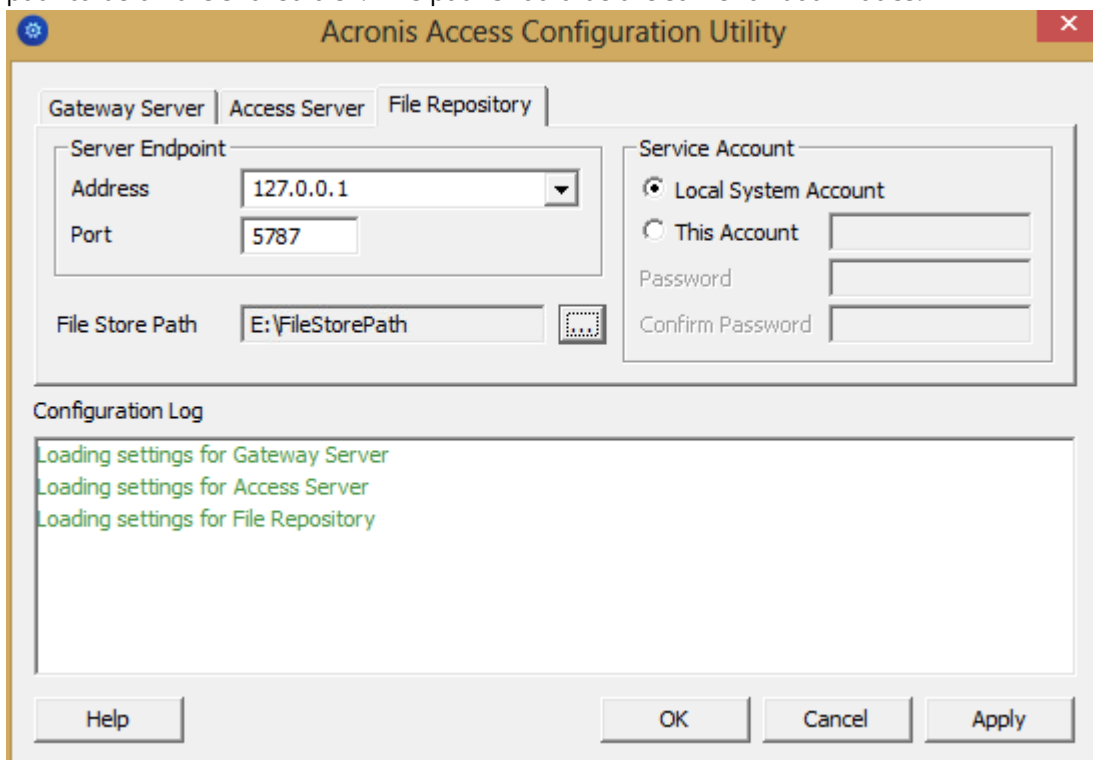 Acronis Access Configuration Utility
Gateway Server
Access Server
File Repository
Server Endpoint
Address
127.0.0.1
Port
5787
File Store Path
E:\FileStorePath
...
Service Account
Local System Account
This Account
Password
Confirm Password
Configuration Log
Loading settings for Gateway Server
Loading settings for Access Server
Loading settings for File Repository
Help
OK
Cancel
Apply